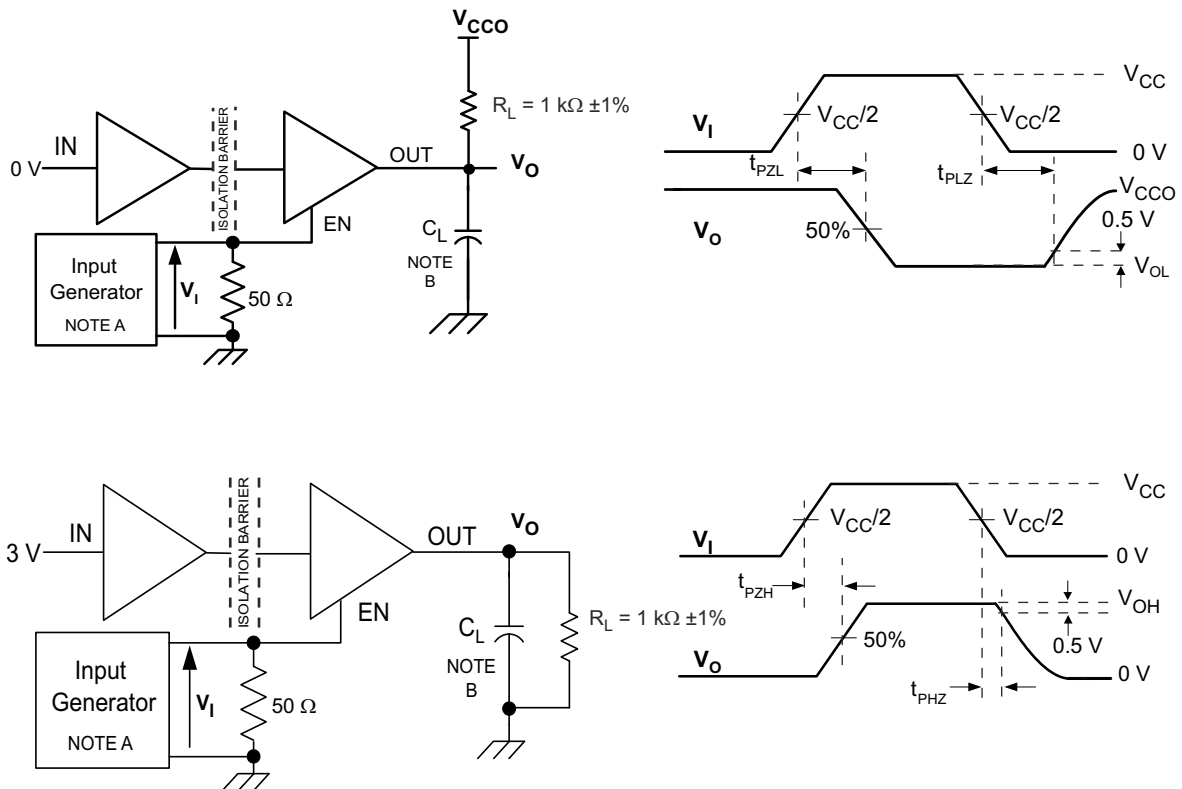 VCCO
RL = 1 kΩ ±1%
IN
0 V
ISOLATION BARRIER
OUT
VO
EN
CL
NOTE
B
Input
Generator
NOTE A
VI
50 Ω
VI
VCC/2
VCC/2
VCC
0 V
tPZL
tPLZ
VO
50%
VCCO
0.5 V
VOL
3 V
IN
ISOLATION BARRIER
OUT
VO
EN
CL
NOTE
B
RL = 1 kΩ ±1%
Input
Generator
NOTE A
VI
50 Ω
VI
VCC/2
VCC/2
VCC
0 V
tPZH
VO
50%
VOH
0.5 V
tPHZ
0 V